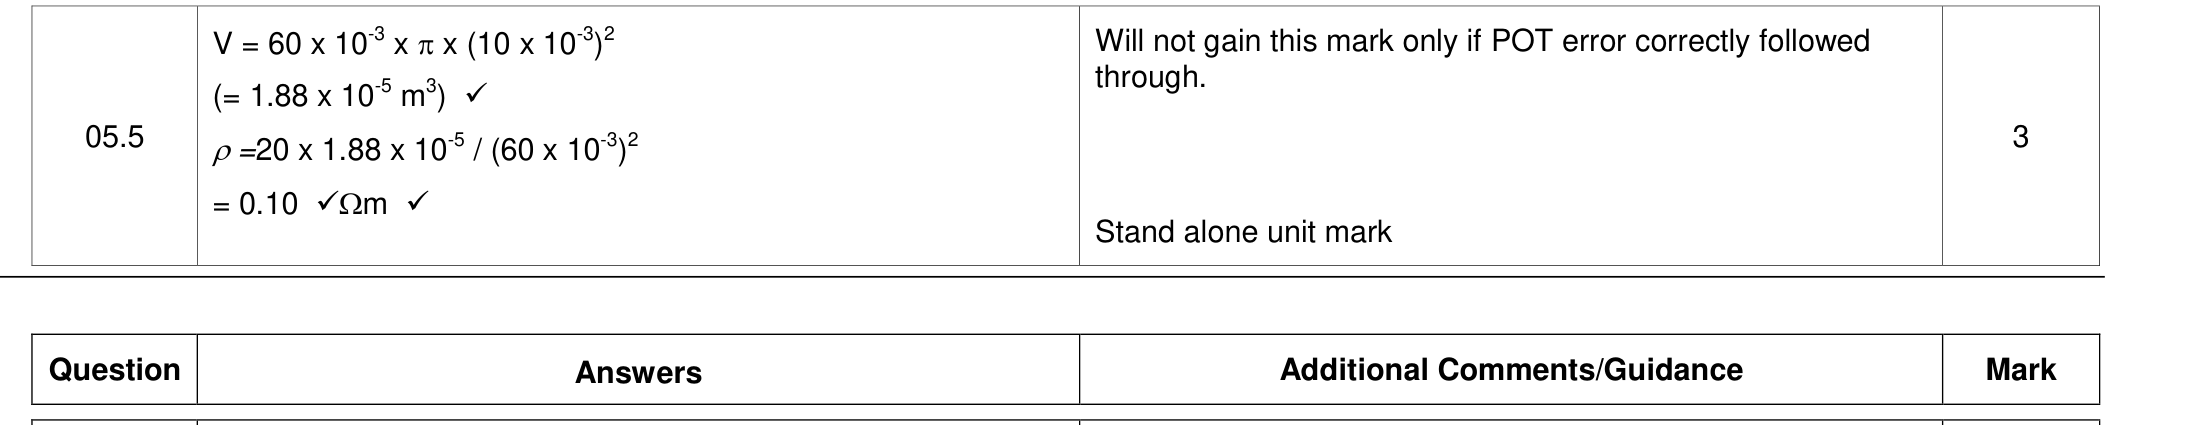 05.5
V = 60 x 10⁻³ x π x (10 x 10⁻³)²
(= 1.88 x 10⁻⁵ m³) ✓
ρ =20 x 1.88 x 10⁻⁵ / (60 x 10⁻³)²
= 0.10 ✓Ωm ✓
Will not gain this mark only if POT error correctly followed
through.
Stand alone unit mark
3
Question Answers Additional Comments/Guidance Mark